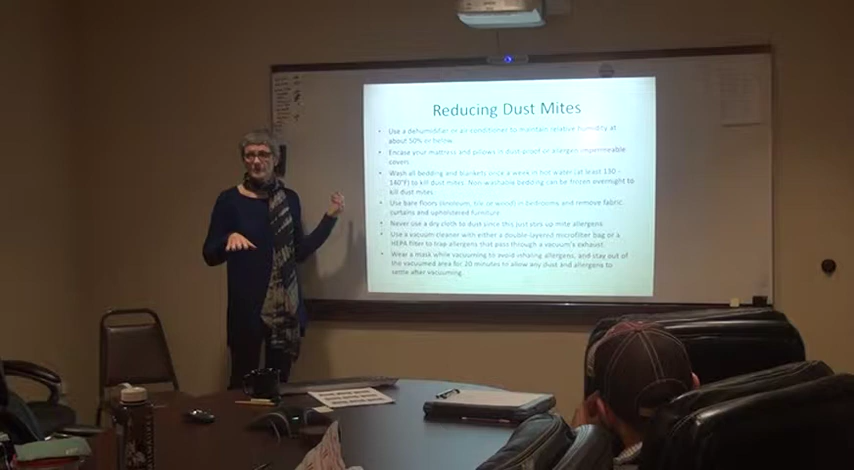 Reducing Dust Mites
• Use a dehumidifier or air conditioner to maintain relative humidity at
about 50% or below.
• Encase your mattress and pillows in dust-proof or allergen impermeable
covers
• Wash all bedding and blankets once a week in hot water (at least 130 -
140°F) to kill dust mites. Non-washable bedding can be frozen overnight to
kill dust mites.
• Use bare floors (linoleum, tile or wood) in bedrooms and remove fabric
curtains and upholstered furniture.
• Never use a dry cloth to dust since this just stirs up mite allergens.
• Use a vacuum cleaner with either a double-layered microfilter bag or a
HEPA filter to trap allergens that pass through a vacuum's exhaust.
• Wear a mask while vacuuming to avoid inhaling allergens, and stay out of
the vacuumed area for 20 minutes to allow any dust and allergens to
settle after vacuuming.